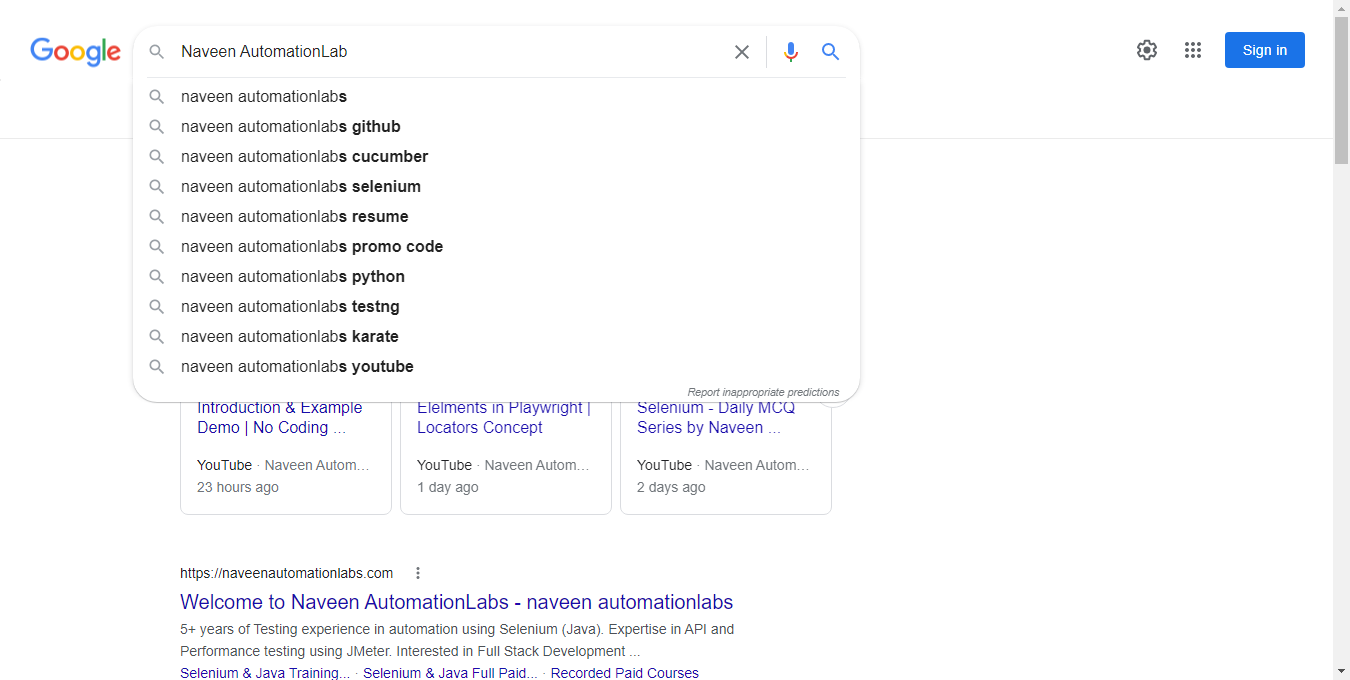 Google
Naveen AutomationLab
Sign in
naveen automationlabs
naveen automationlabs github
naveen automationlabs cucumber
naveen automationlabs selenium
naveen automationlabs resume
naveen automationlabs promo code
naveen automationlabs python
naveen automationlabs testng
naveen automationlabs karate
naveen automationlabs youtube
Report inappropriate predictions
Introduction & Example
Demo | No Coding ...
YouTube · Naveen Autom...
23 hours ago
Elelments in Playwright |
Locators Concept
YouTube · Naveen Autom...
1 day ago
Selenium - Daily MCQ
Series by Naveen ...
YouTube · Naveen Autom...
2 days ago
https://naveenautomationlabs.com
Welcome to Naveen AutomationLabs - naveen automationlabs
5+ years of Testing experience in automation using Selenium (Java). Expertise in API and
Performance testing using JMeter. Interested in Full Stack Development ...
Selenium & Java Training... · Selenium & Java Full Paid... · Recorded Paid Courses